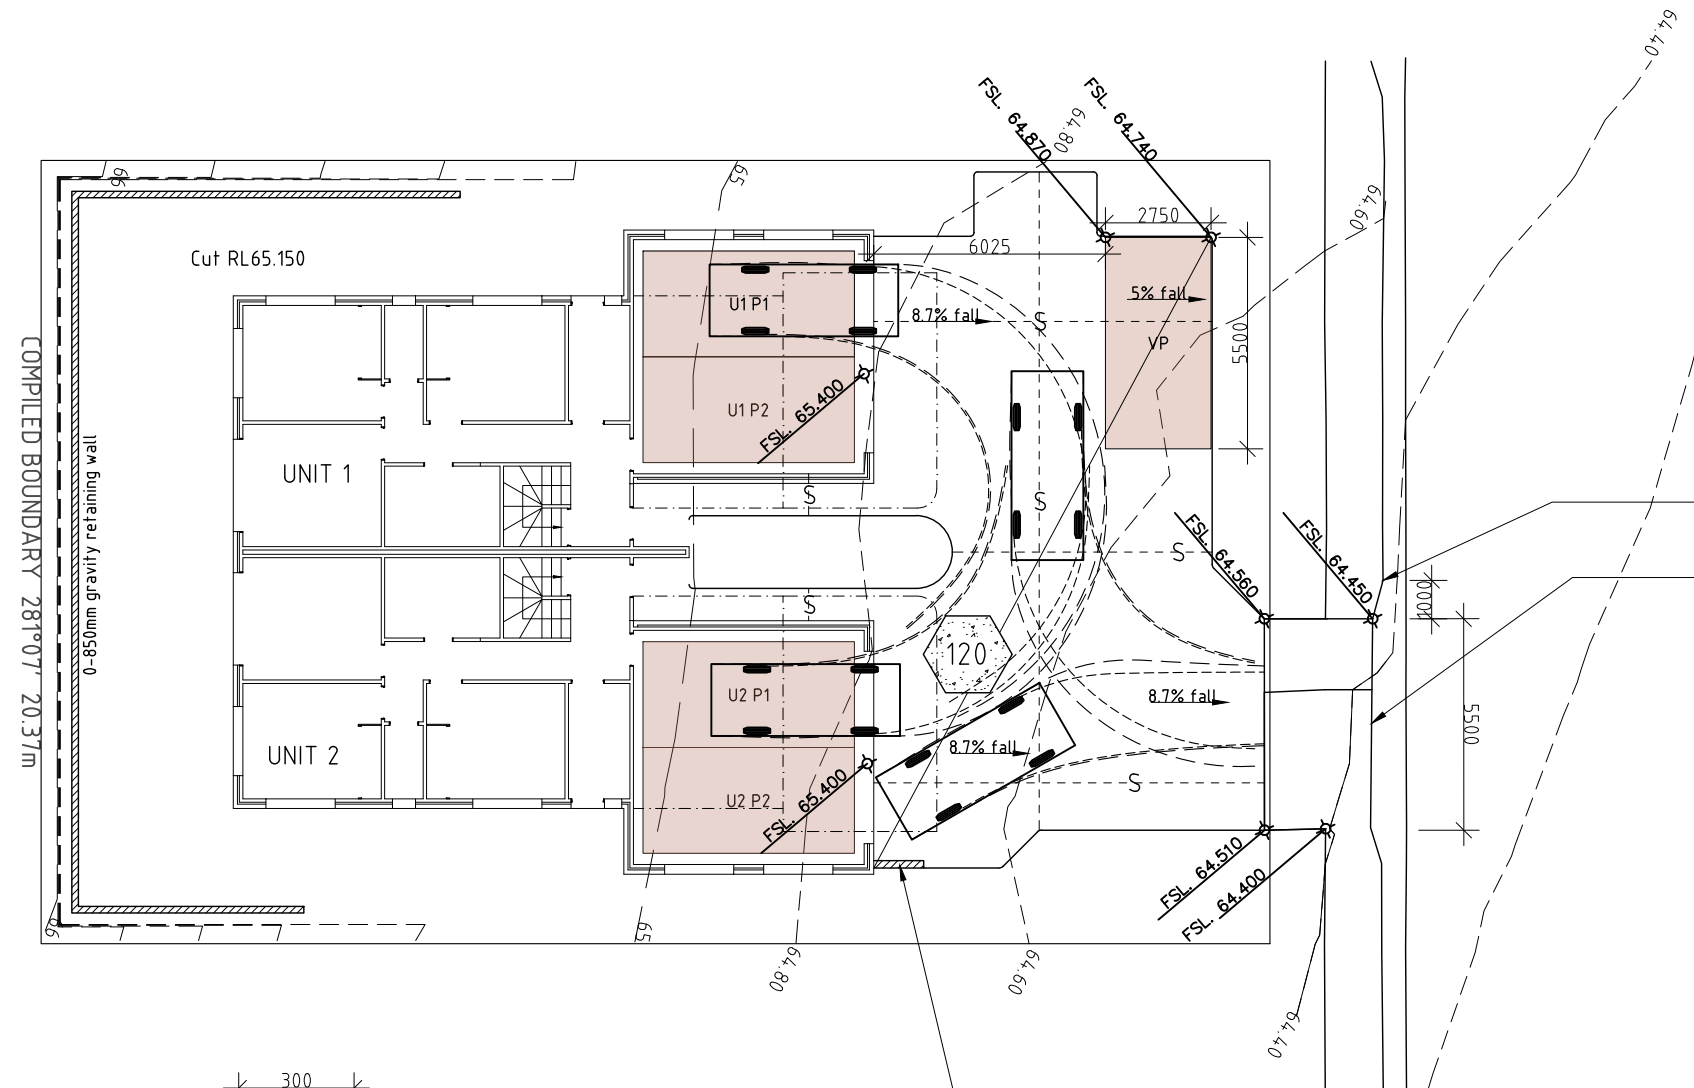 64.40
FSL. 64.870
FSL. 64.740
64.80
66
65
64.60
2750
6025
Cut RL65.150
U1 P1
8.7% fall
S
5% fall
VP
5500
U1 P2
FSL. 65.400
COMPILED BOUNDARY 281°07' 20.37m
0-850mm gravity retaining wall
UNIT 1
S
S
S
FSL. 64.560
FSL. 64.450
1000
S
120
U2 P1
8.7% fall
5500
UNIT 2
8.7% fall
S
U2 P2
FSL. 65.400
FSL. 64.510
FSL. 64.400
66
65
64.80
64.60
64.40
300